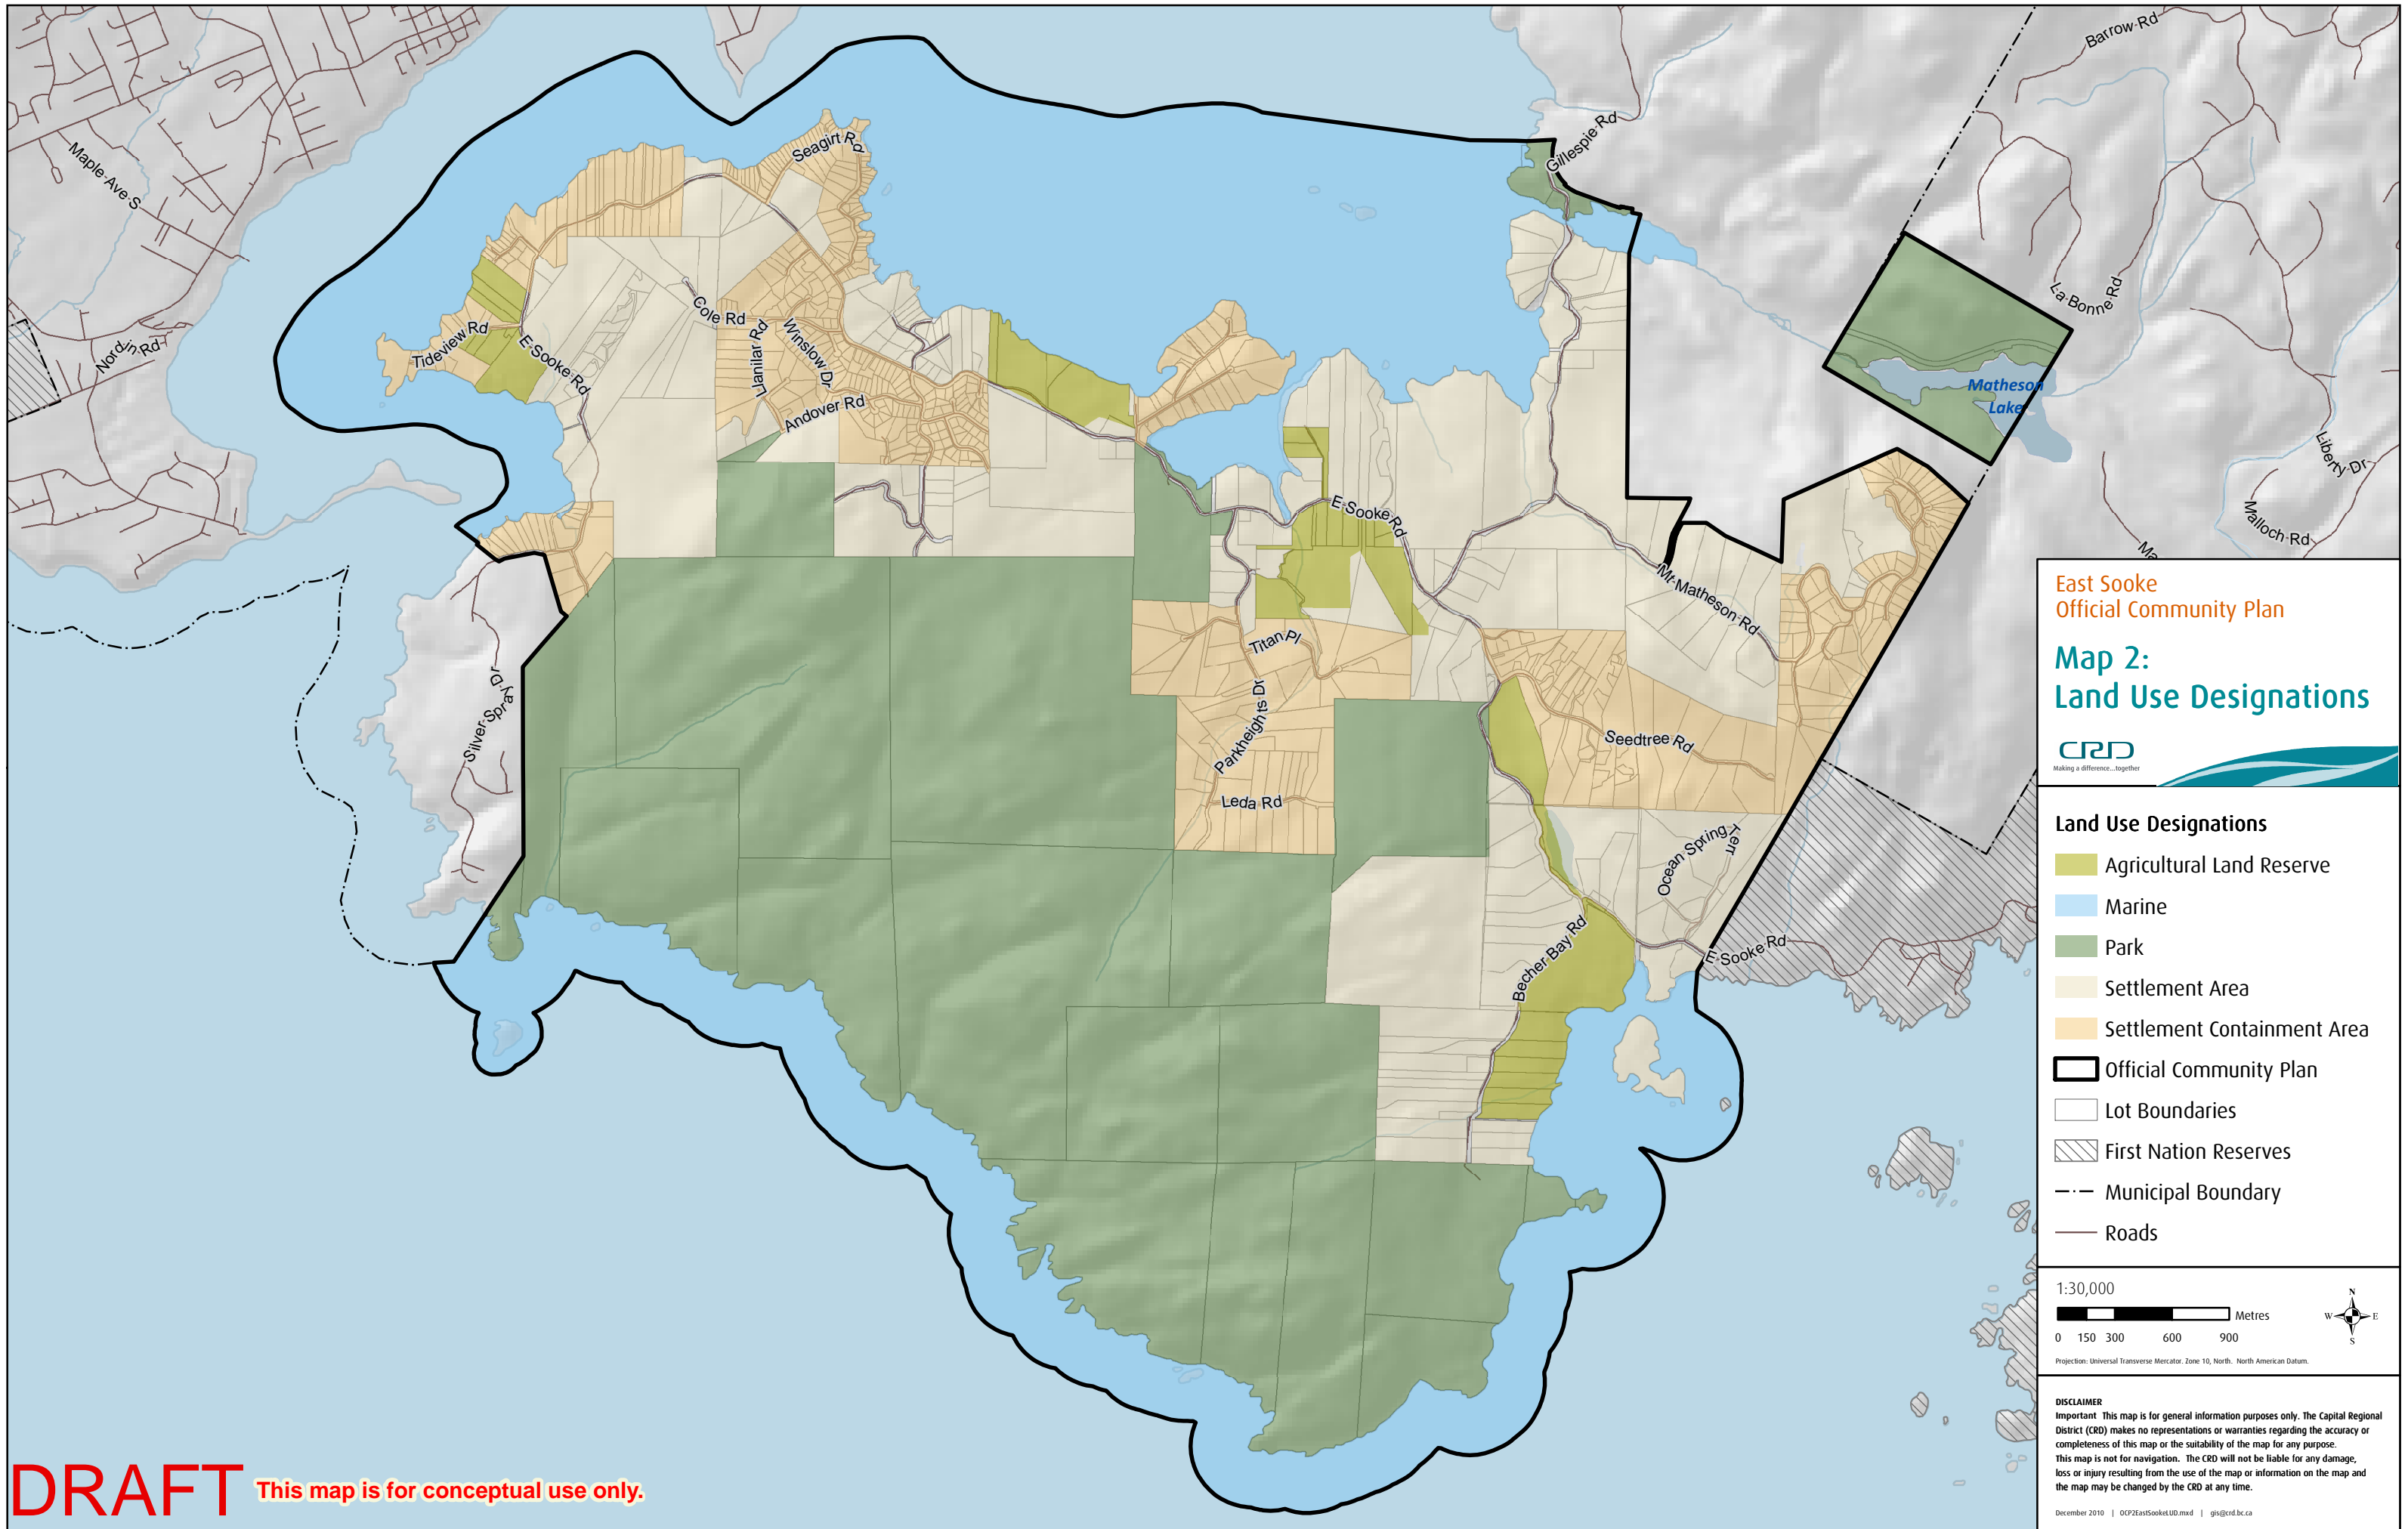 Barrow Rd
Gillespie Rd
Seagirt Rd
Maple Ave S
La Bonne Rd
Cole Rd
Tideview Rd
Nordin Rd
E Sooke Rd
Llanilar Rd
Winslow Dr
Matheson
Lake
Andover Rd
Liberty Dr
E Sooke Rd
Malloch Rd
Ma
Mt Matheson Rd
Titan Pl
Silver Spray Dr
Parkheights Dr
Seedtree Rd
Leda Rd
Ocean Spring Terr
Becher Bay Rd
E Sooke Rd
East Sooke
Official Community Plan
Map 2:
Land Use Designations
CRD
Making a difference...together
Land Use Designations
Agricultural Land Reserve
Marine
Park
Settlement Area
Settlement Containment Area
Official Community Plan
Lot Boundaries
First Nation Reserves
Municipal Boundary
Roads
1:30,000
Metres
0 150 300 600 900
N
W E
S
Projection: Universal Transverse Mercator. Zone 10, North. North American Datum.
DISCLAIMER
Important This map is for general information purposes only. The Capital Regional
District (CRD) makes no representations or warranties regarding the accuracy or
completeness of this map or the suitability of the map for any purpose.
This map is not for navigation. The CRD will not be liable for any damage,
loss or injury resulting from the use of the map or information on the map and
the map may be changed by the CRD at any time.
December 2010 | OCP2EastSookeLUD.mxd | gis@crd.bc.ca
DRAFT This map is for conceptual use only.